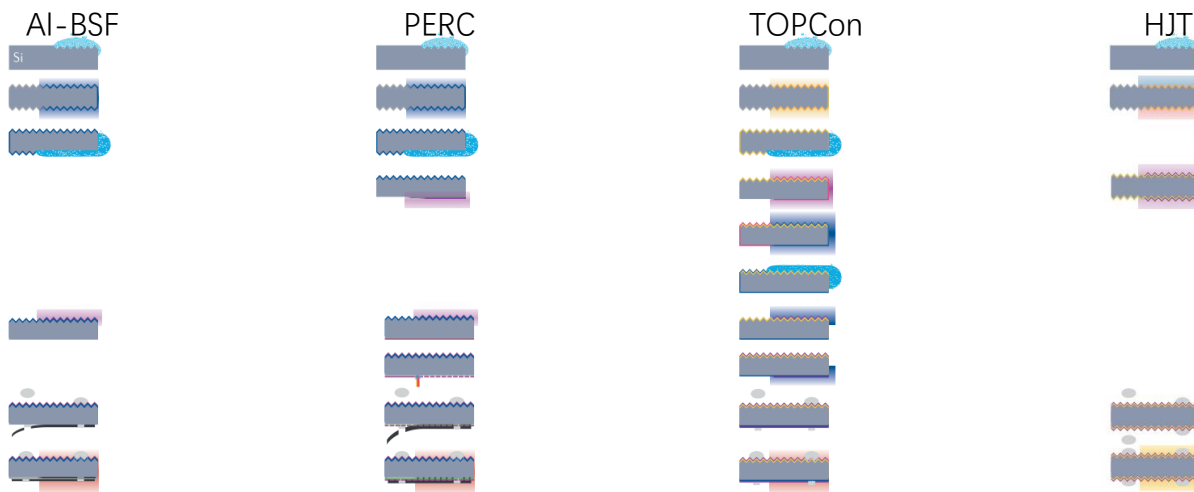 Al-BSF
PERC
TOPCon
HJT
Si